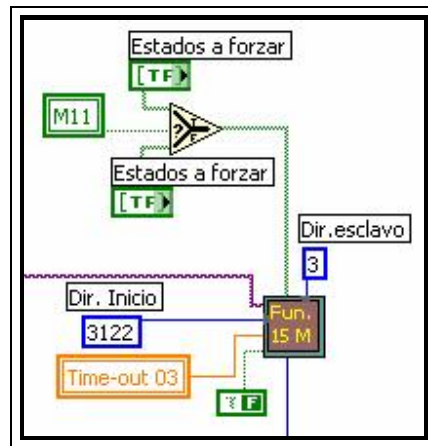 Estados a forzar
[TF]
M11
?
T
F
Estados a forzar
[TF]
Dir.esclavo
3
Dir. Inicio
3122
Fun.
15 M
Time-out 03
F